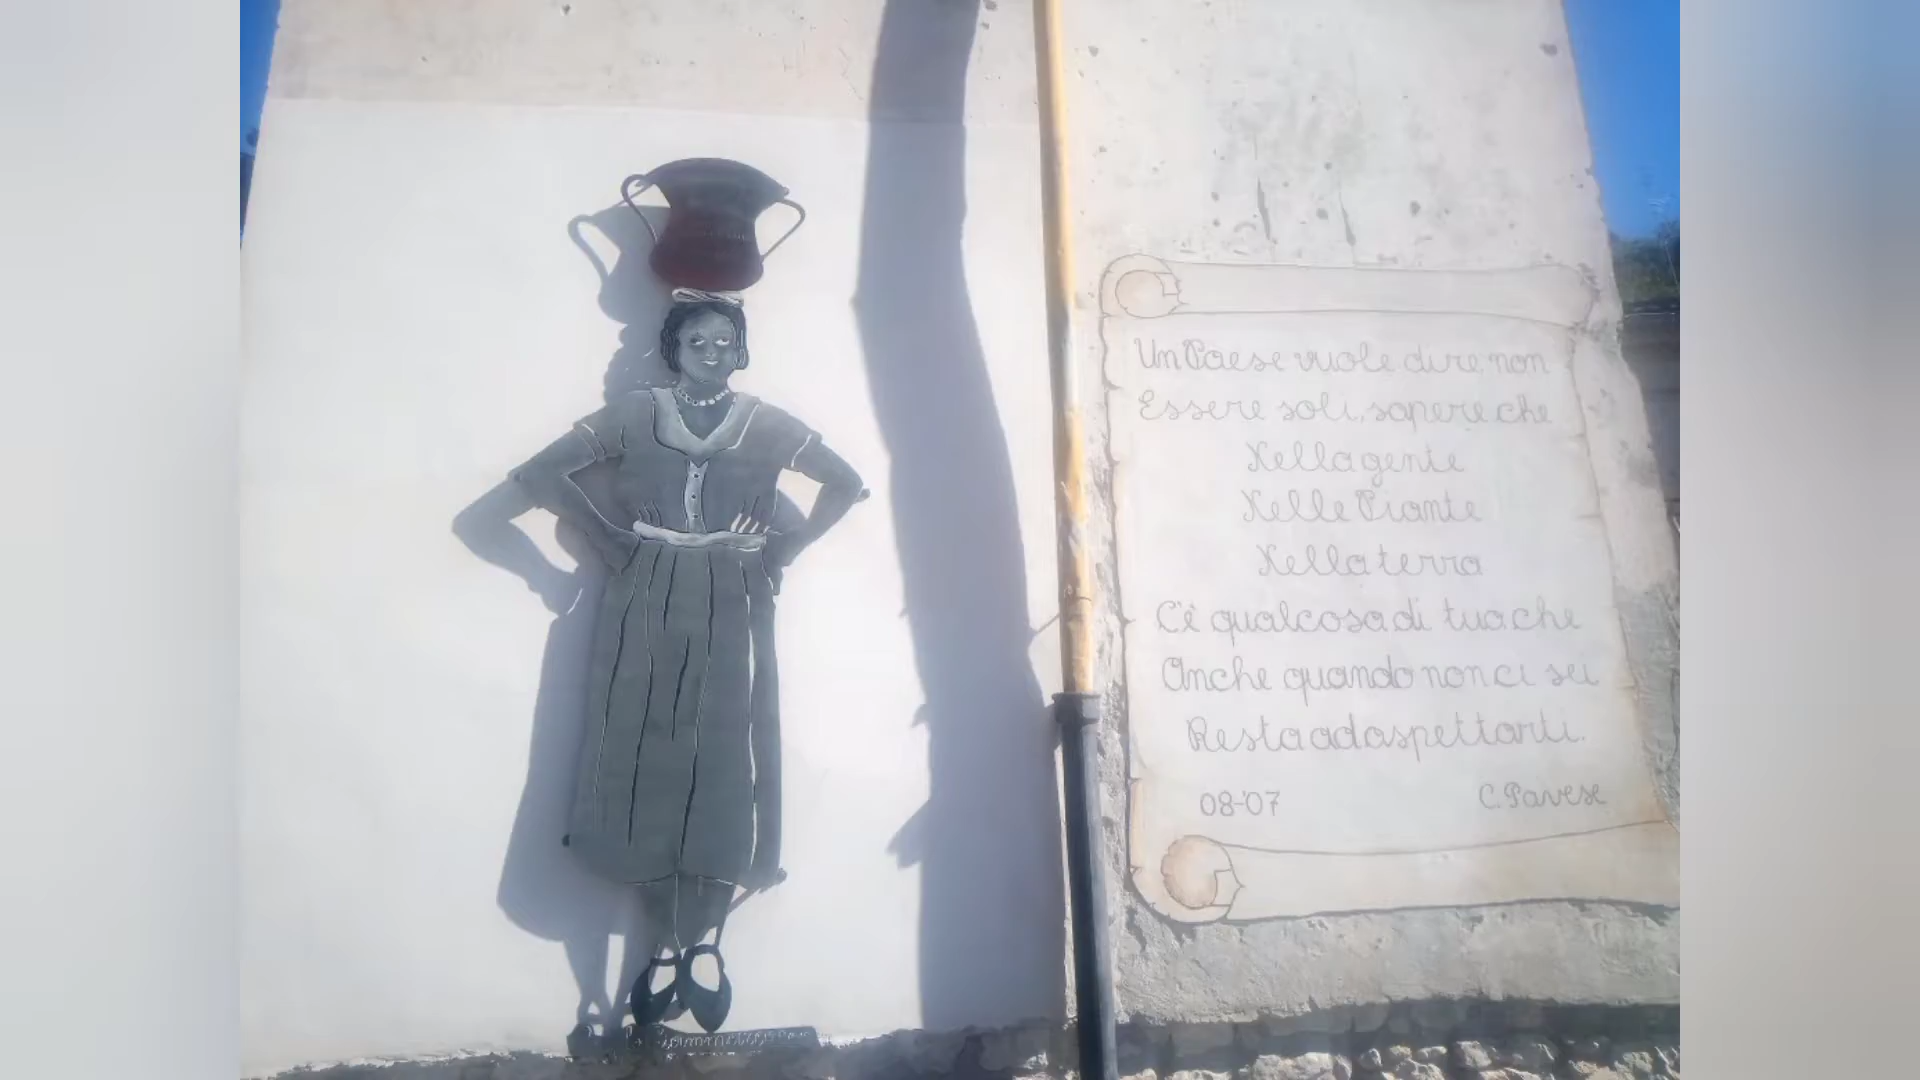 Un Paese vuole dire non
Essere soli, sapere che
Nella gente
Nelle Piante
Nella terra
C'è qualcosa di tuo che
Anche quando non ci sei
Resta ad aspettarti.
08-'07
C. Pavese